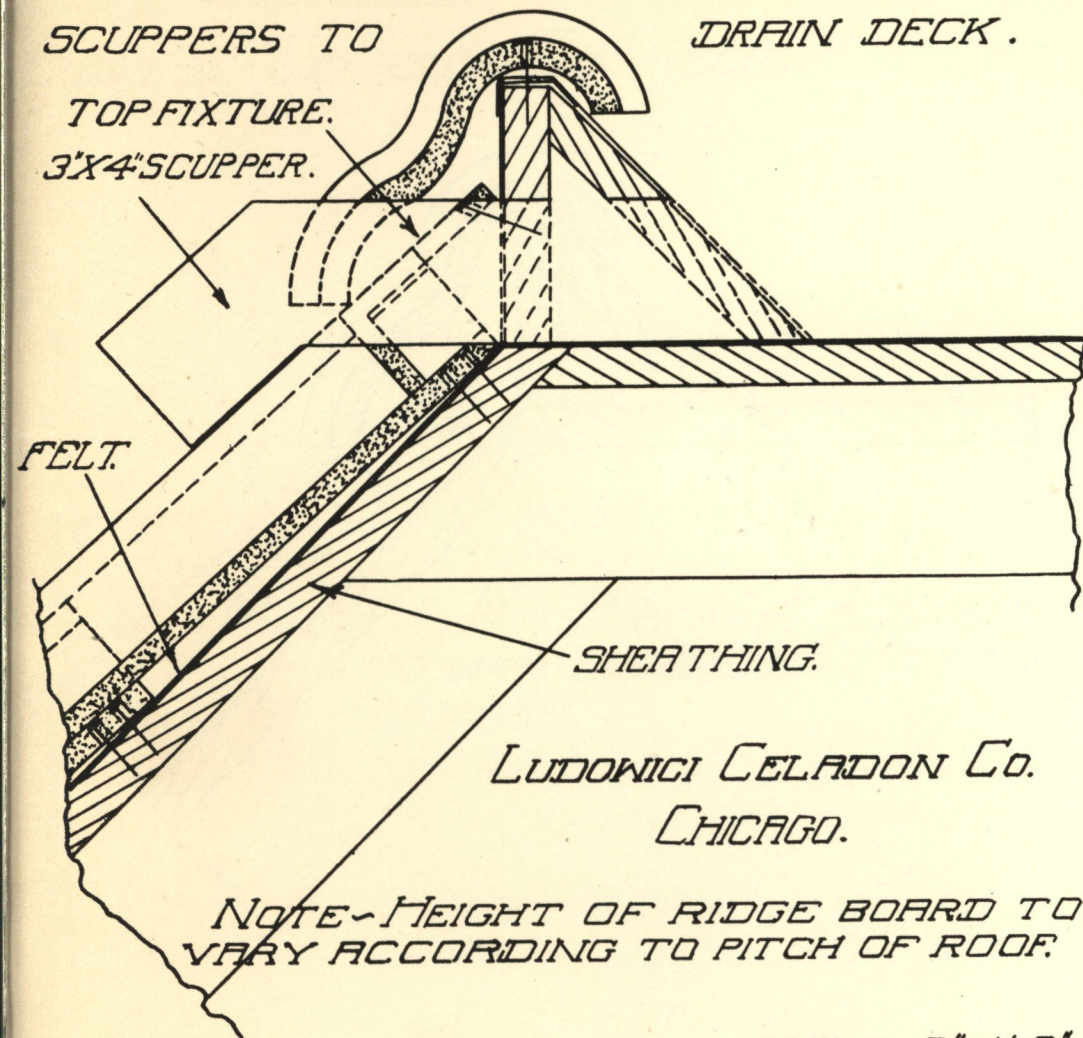 SCUPPERS TO DRAIN DECK.
TOP FIXTURE.
3"X4" SCUPPER.
FELT.
SHEATHING.
LUDOWICI CELADON CO.
CHICAGO.
NOTE~HEIGHT OF RIDGE BOARD TO
VARY ACCORDING TO PITCH OF ROOF.